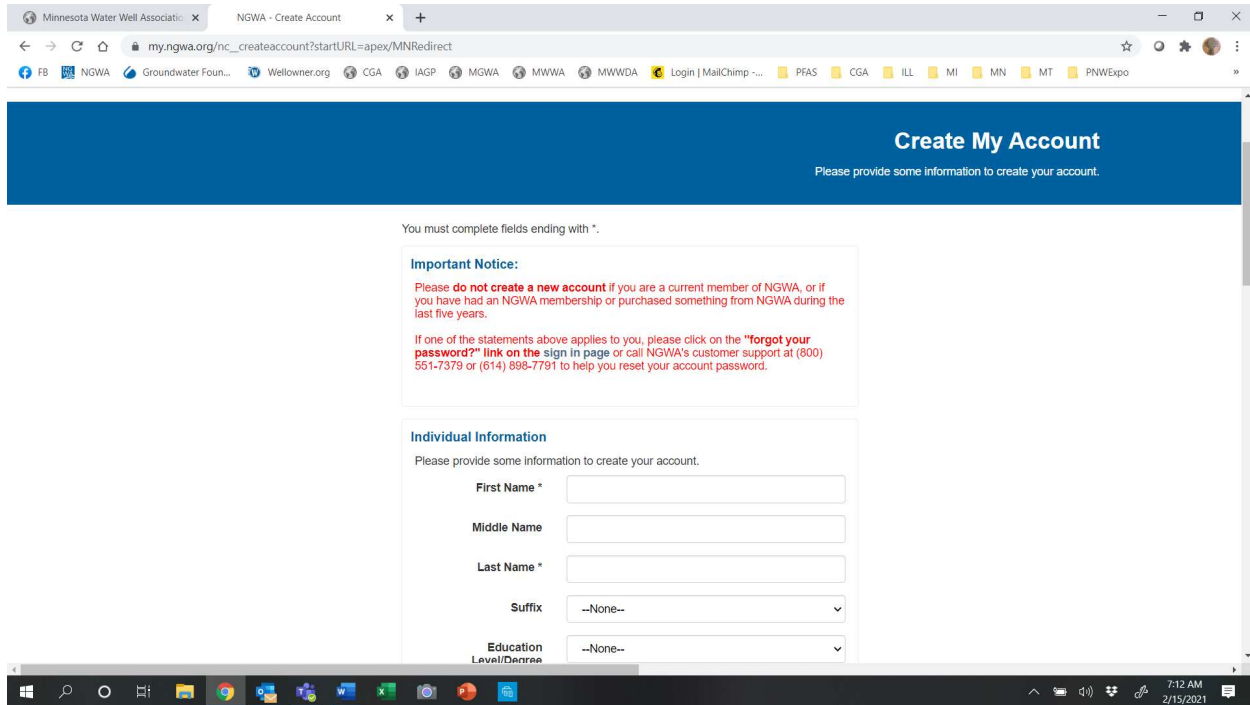 Minnesota Water Well Associatio
NGWA - Create Account
my.ngwa.org/nc__createaccount?startURL=apex/MNRedirect
FB NGWA Groundwater Foun... Wellowner.org CGA IAGP MGWA MWWA MWWDA Login | MailChimp -... PFAS CGA ILL MI MN MT PNWExpo »
Create My Account
Please provide some information to create your account.
You must complete fields ending with *.
Important Notice:
Please do not create a new account if you are a current member of NGWA, or if
you have had an NGWA membership or purchased something from NGWA during the
last five years.
If one of the statements above applies to you, please click on the "forgot your
password?" link on the sign in page or call NGWA's customer support at (800)
551-7379 or (614) 898-7791 to help you reset your account password.
Individual Information
Please provide some information to create your account.
First Name *
Middle Name
Last Name *
Suffix --None--
Education --None--
Level/Degree
7:12 AM
2/15/2021